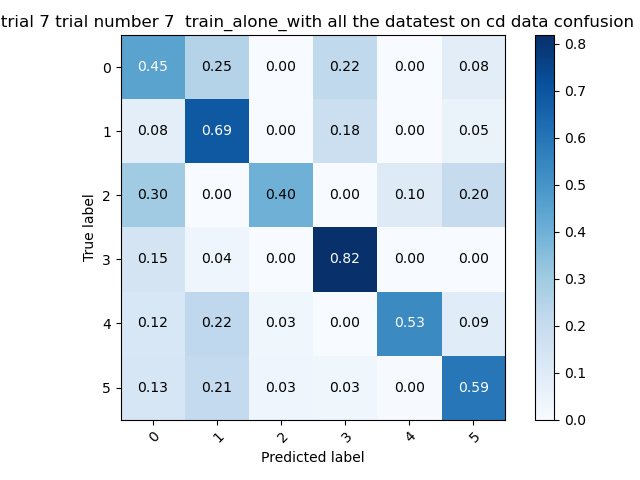 trial 7 trial number 7  train_alone_with all the datatest on cd data confusion
0 0.45 0.25 0.00 0.22 0.00 0.08
1 0.08 0.69 0.00 0.18 0.00 0.05
2 0.30 0.00 0.40 0.00 0.10 0.20
3 0.15 0.04 0.00 0.82 0.00 0.00
4 0.12 0.22 0.03 0.00 0.53 0.09
5 0.13 0.21 0.03 0.03 0.00 0.59
0 1 2 3 4 5
True label
Predicted label
0.8
0.7
0.6
0.5
0.4
0.3
0.2
0.1
0.0